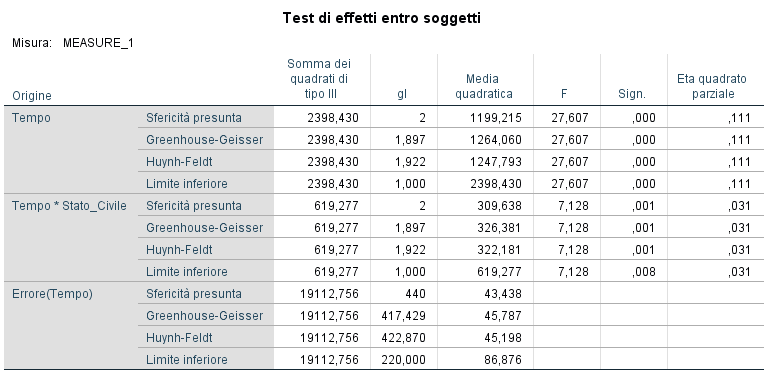 Test di effetti entro soggetti
Misura: MEASURE_1
Origine Somma dei quadrati di tipo III gl Media quadratica F Sign. Eta quadrato parziale
Tempo Sfericità presunta 2398,430 2 1199,215 27,607 ,000 ,111
Greenhouse-Geisser 2398,430 1,897 1264,060 27,607 ,000 ,111
Huynh-Feldt 2398,430 1,922 1247,793 27,607 ,000 ,111
Limite inferiore 2398,430 1,000 2398,430 27,607 ,000 ,111
Tempo * Stato_Civile Sfericità presunta 619,277 2 309,638 7,128 ,001 ,031
Greenhouse-Geisser 619,277 1,897 326,381 7,128 ,001 ,031
Huynh-Feldt 619,277 1,922 322,181 7,128 ,001 ,031
Limite inferiore 619,277 1,000 619,277 7,128 ,008 ,031
Errore(Tempo) Sfericità presunta 19112,756 440 43,438
Greenhouse-Geisser 19112,756 417,429 45,787
Huynh-Feldt 19112,756 422,870 45,198
Limite inferiore 19112,756 220,000 86,876